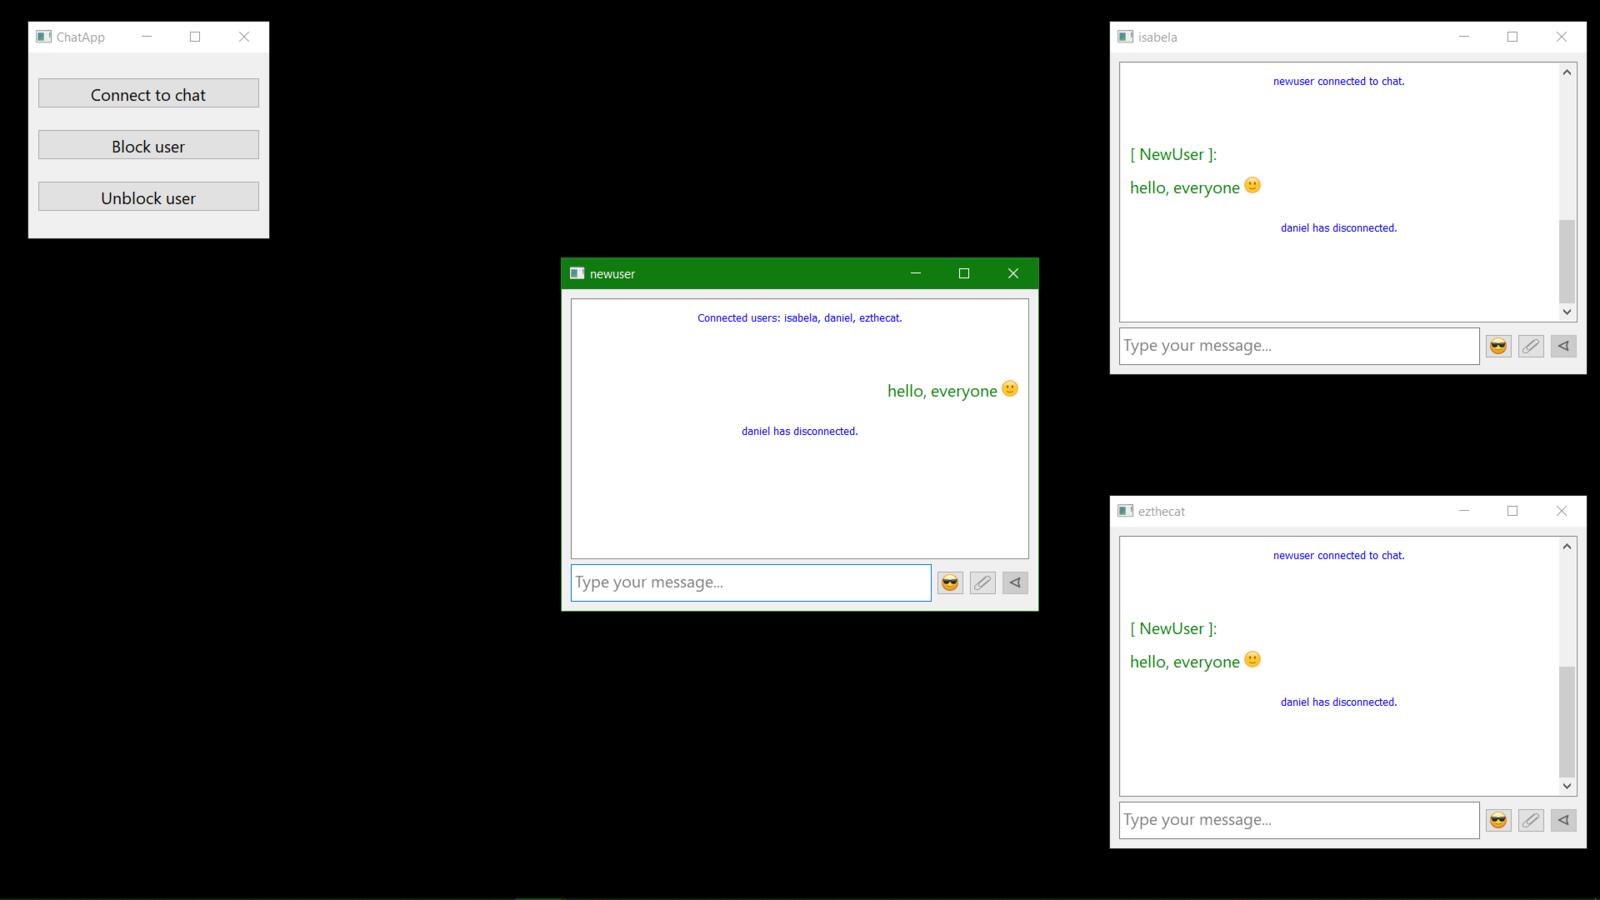 ChatApp
Connect to chat
Block user
Unblock user
newuser
Connected users: isabela, daniel, ezthecat.
hello, everyone 🙂
daniel has disconnected.
Type your message...
isabela
newuser connected to chat.
[ NewUser ]:
hello, everyone 🙂
daniel has disconnected.
Type your message...
ezthecat
newuser connected to chat.
[ NewUser ]:
hello, everyone 🙂
daniel has disconnected.
Type your message...